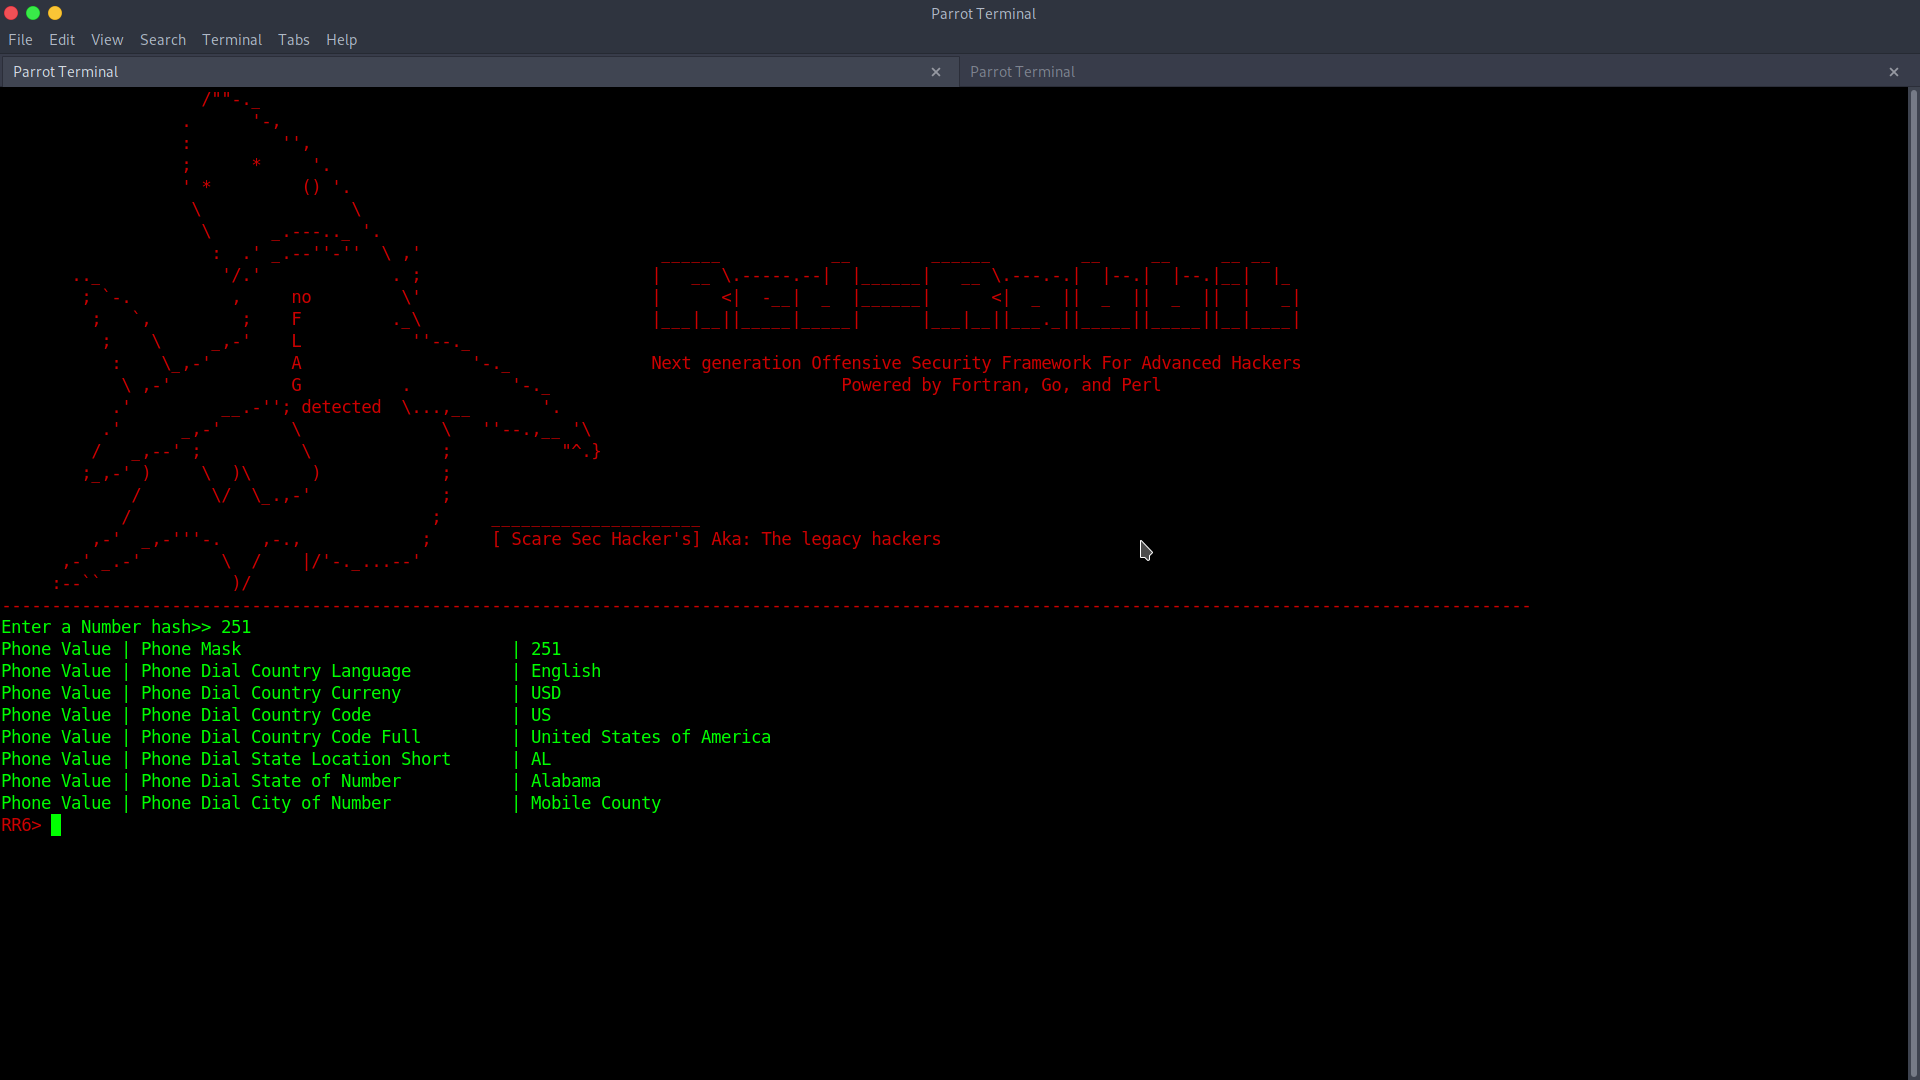 Parrot Terminal
File Edit View Search Terminal Tabs Help
Parrot Terminal ✕ Parrot Terminal ✕
Red-Rabbit
no
F
L
A
G
detected
Next generation Offensive Security Framework For Advanced Hackers
Powered by Fortran, Go, and Perl
[ Scare Sec Hacker's] Aka: The legacy hackers
Enter a Number hash>> 251
Phone Value | Phone Mask | 251
Phone Value | Phone Dial Country Language | English
Phone Value | Phone Dial Country Curreny | USD
Phone Value | Phone Dial Country Code | US
Phone Value | Phone Dial Country Code Full | United States of America
Phone Value | Phone Dial State Location Short | AL
Phone Value | Phone Dial State of Number | Alabama
Phone Value | Phone Dial City of Number | Mobile County
RR6>